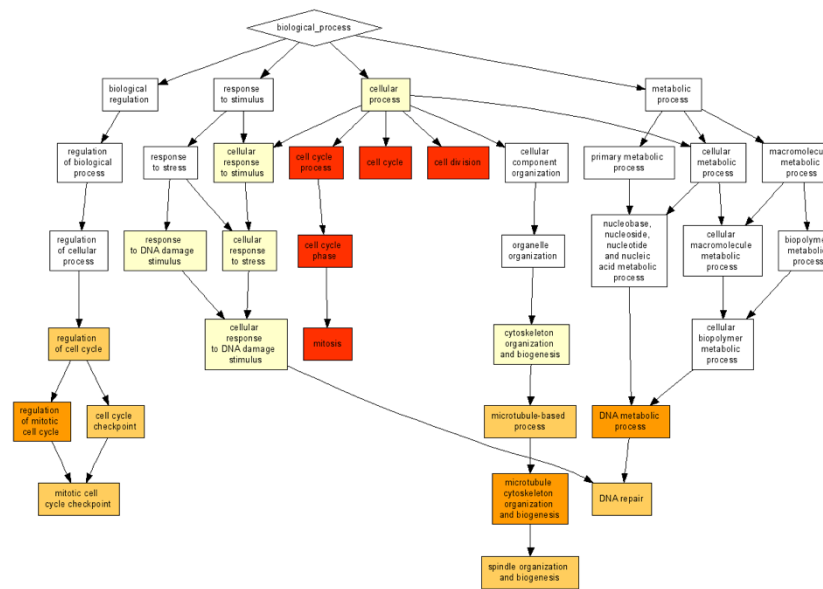 biological_process
biological
regulation
response
to stimulus
cellular
process
metabolic
process
regulation
of biological
process
response
to stress
cellular response
to stimulus
cell cycle
process
cell cycle
cell division
cellular
component
organization
primary metabolic
process
cellular
metabolic
process
macromolecule
metabolic
process
regulation
of cellular
process
response
to DNA damage
stimulus
cellular
response
to stress
cell cycle
phase
organelle
organization
nucleobase,
nucleoside,
nucleotide
and nucleic
acid metabolic
process
cellular
macromolecule
metabolic
process
biopolymer
metabolic
process
regulation
of cell cycle
cellular
response
to DNA damage
stimulus
mitosis
cytoskeleton
organization
and biogenesis
cellular
biopolymer
metabolic
process
regulation
of mitotic
cell cycle
cell cycle
checkpoint
microtubule-based
process
DNA metabolic
process
mitotic cell
cycle checkpoint
microtubule
cytoskeleton
organization
and biogenesis
DNA repair
spindle organization
and biogenesis